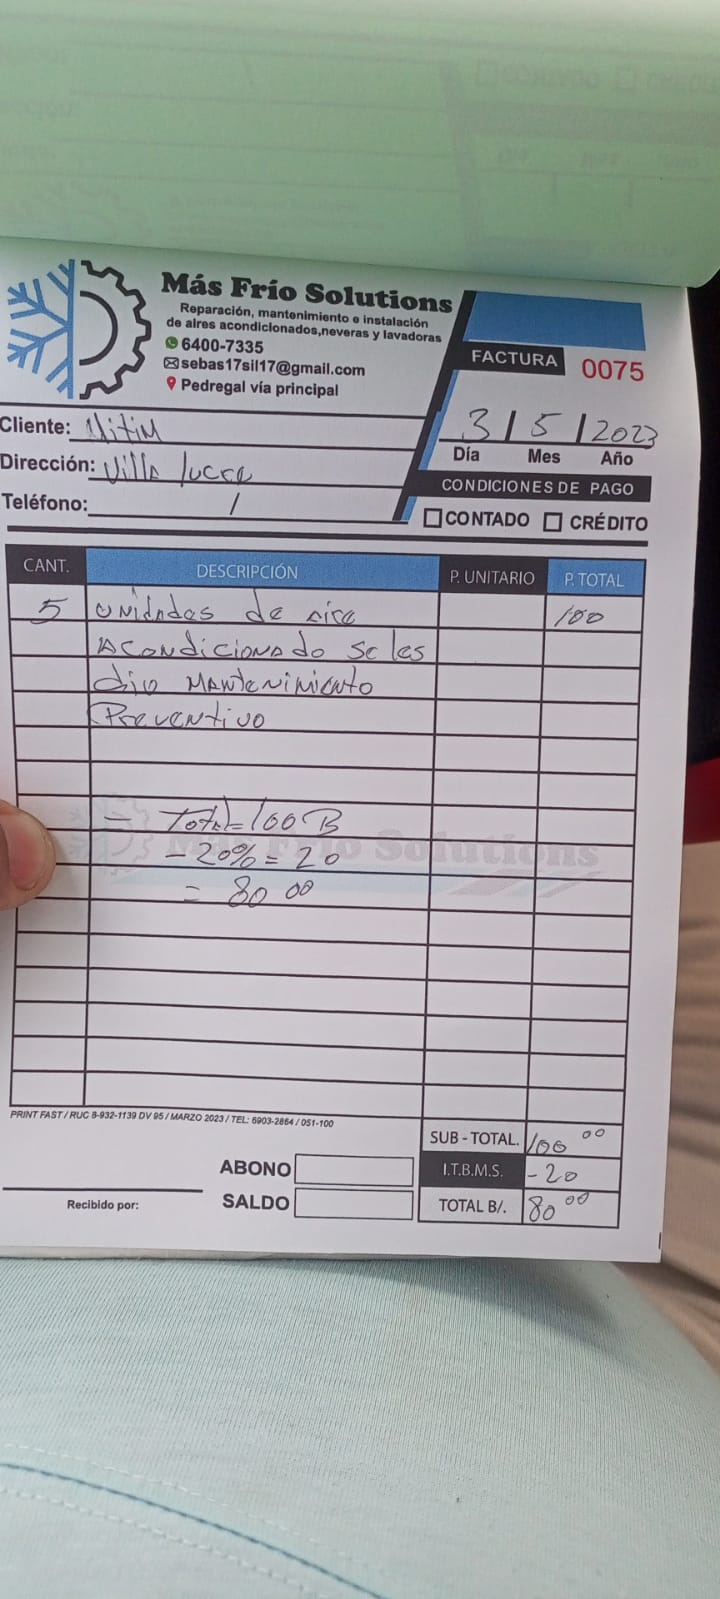 Más Frío Solutions
Reparación, mantenimiento e instalación
de aires acondicionados,neveras y lavadoras
6400-7335
sebas17sil17@gmail.com
Pedregal vía principal
FACTURA 0075
3 / 5 / 2023
Día Mes Año
Cliente:
Dirección: Villa lucre
Teléfono: /
CONDICIONES DE PAGO
CONTADO CRÉDITO
CANT. DESCRIPCIÓN P. UNITARIO P. TOTAL
5 unidades de aire 100
Acondicionado se les
dio Mantenimiento
Preventivo
- Total = 100 B
- 20% = 20
= 80 00
Más Frío Solutions
PRINT FAST / RUC 8-932-1139 DV 95 / MARZO 2023 / TEL: 6903-2864 / 051-100
SUB - TOTAL. 100 00
ABONO I.T.B.M.S. - 20
Recibido por: SALDO TOTAL B/. 80 00